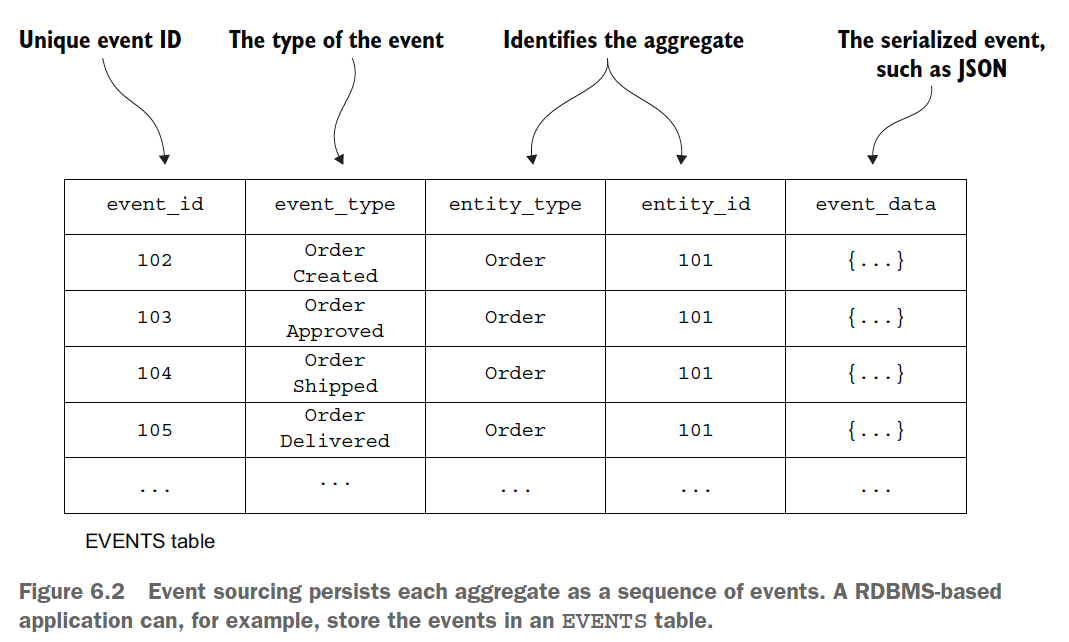 Unique event ID The type of the event Identifies the aggregate The serialized event,
such as JSON
event_id event_type entity_type entity_id event_data
102 Order Created Order 101 {...}
103 Order Approved Order 101 {...}
104 Order Shipped Order 101 {...}
105 Order Delivered Order 101 {...}
... ... ... ... ...
EVENTS table
Figure 6.2 Event sourcing persists each aggregate as a sequence of events. A RDBMS-based
application can, for example, store the events in an EVENTS table.